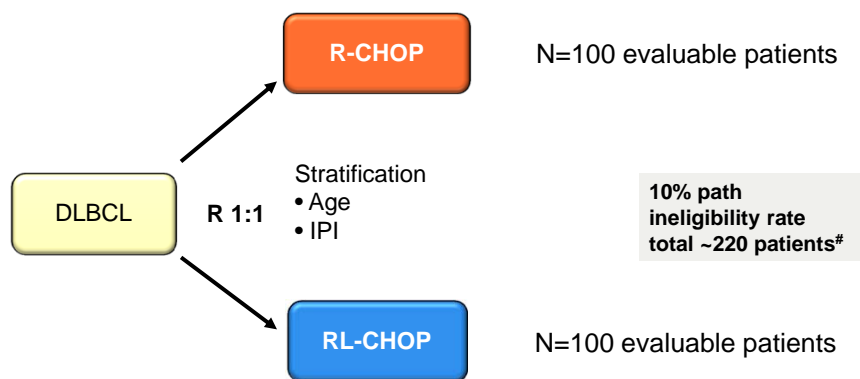 R-CHOP
N=100 evaluable patients
Stratification
• Age
• IPI
DLBCL
R 1:1
10% path
ineligibility rate
total ~220 patients#
RL-CHOP
N=100 evaluable patients